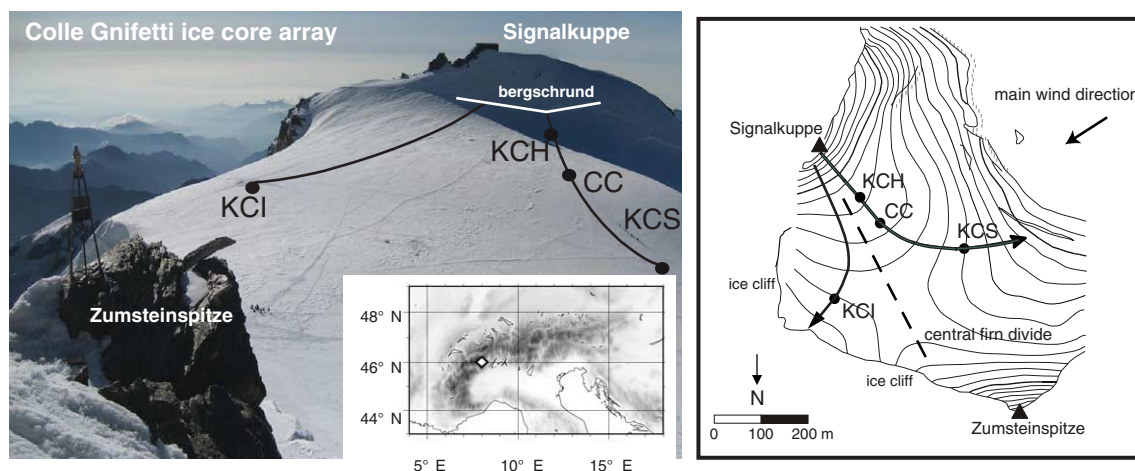 Colle Gnifetti ice core array
Signalkuppe
bergschrund
KCH
CC
KCI
KCS
Zumsteinspitze
48° N
46° N
44° N
5° E 10° E 15° E
main wind direction
Signalkuppe
KCH
CC
KCS
ice cliff
KCI
central firn divide
ice cliff
N
0 100 200 m
Zumsteinspitze